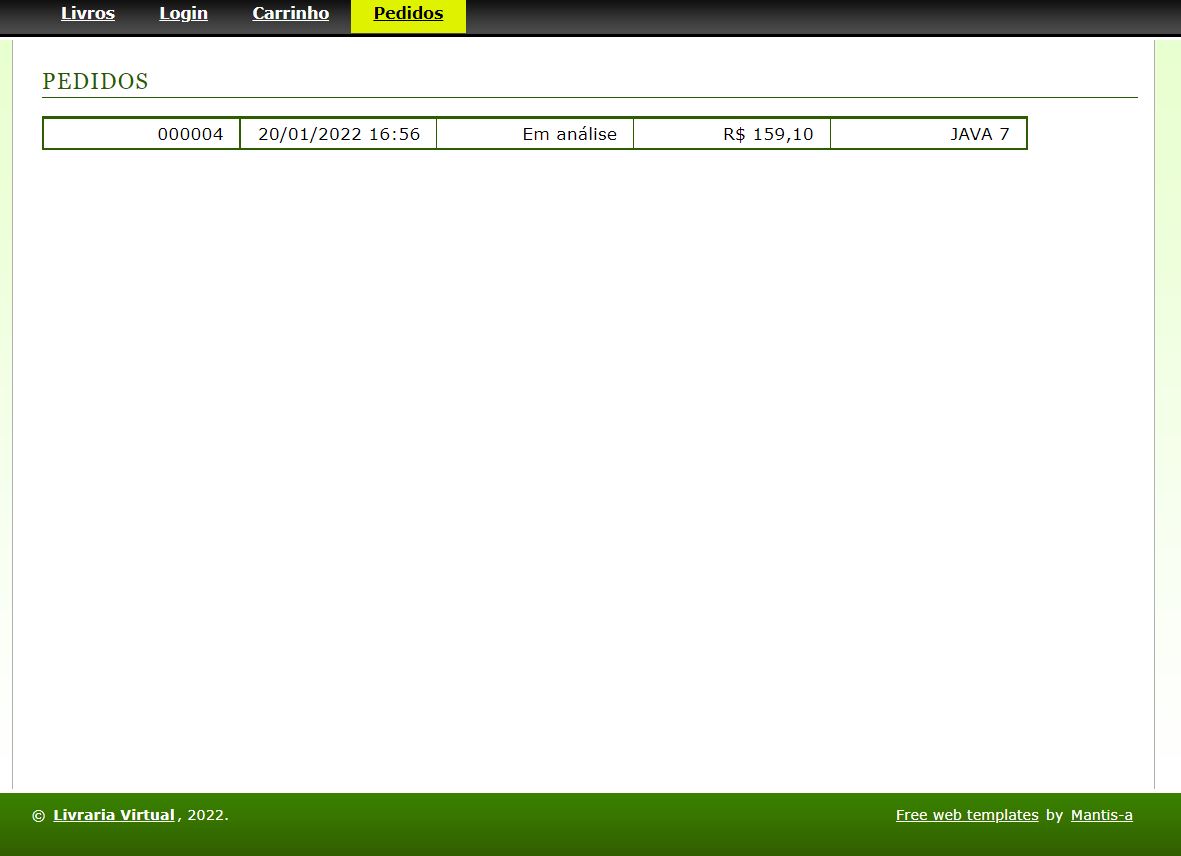 Livros Login Carrinho Pedidos
PEDIDOS
000004 20/01/2022 16:56 Em análise R$ 159,10 JAVA 7
© Livraria Virtual, 2022. Free web templates by Mantis-a